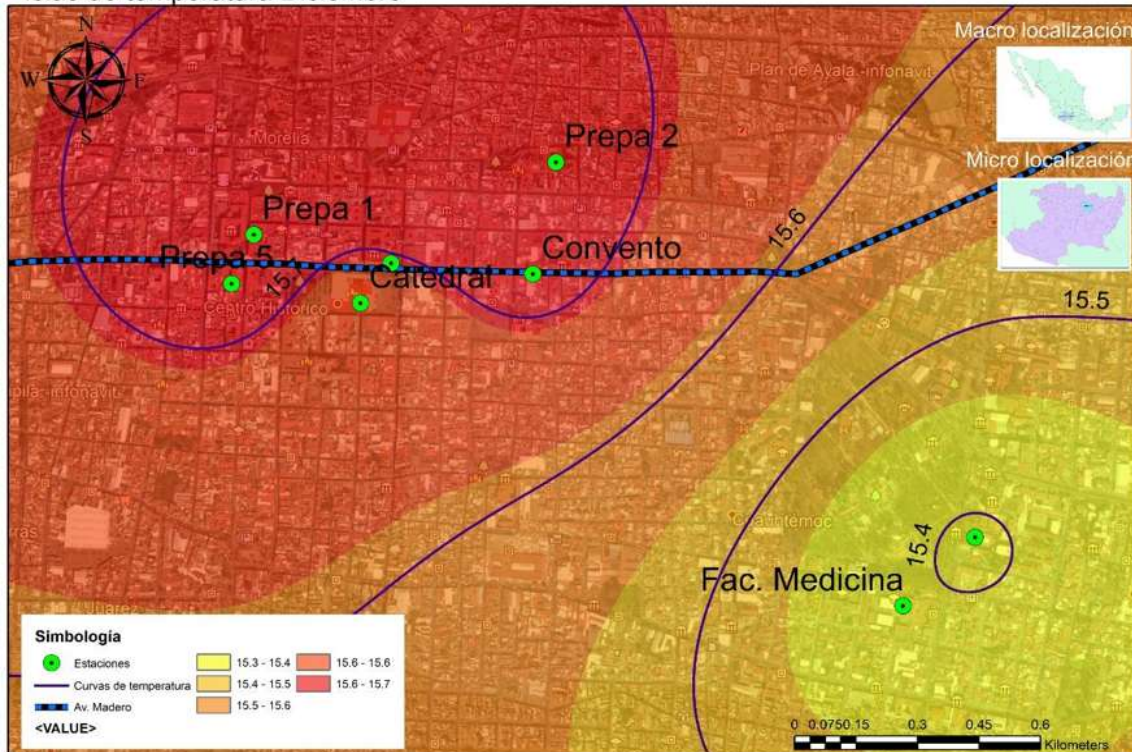 N
W
E
S
Macro localización
Micro localización
Plan de Ayala -infonavit
Morelia
Prepa 2
Prepa 1
Prepa 5
Convento
Catedral
Centro Histórico
15.6
15.5
15.4
Cuauhtemoc
Fac. Medicina
Juárez
Simbología
Estaciones
Curvas de temperatura
Av. Madero
<VALUE>
15.3 - 15.4
15.4 - 15.5
15.5 - 15.6
15.6 - 15.6
15.6 - 15.7
0 0.075 0.15 0.3 0.45 0.6
Kilometers